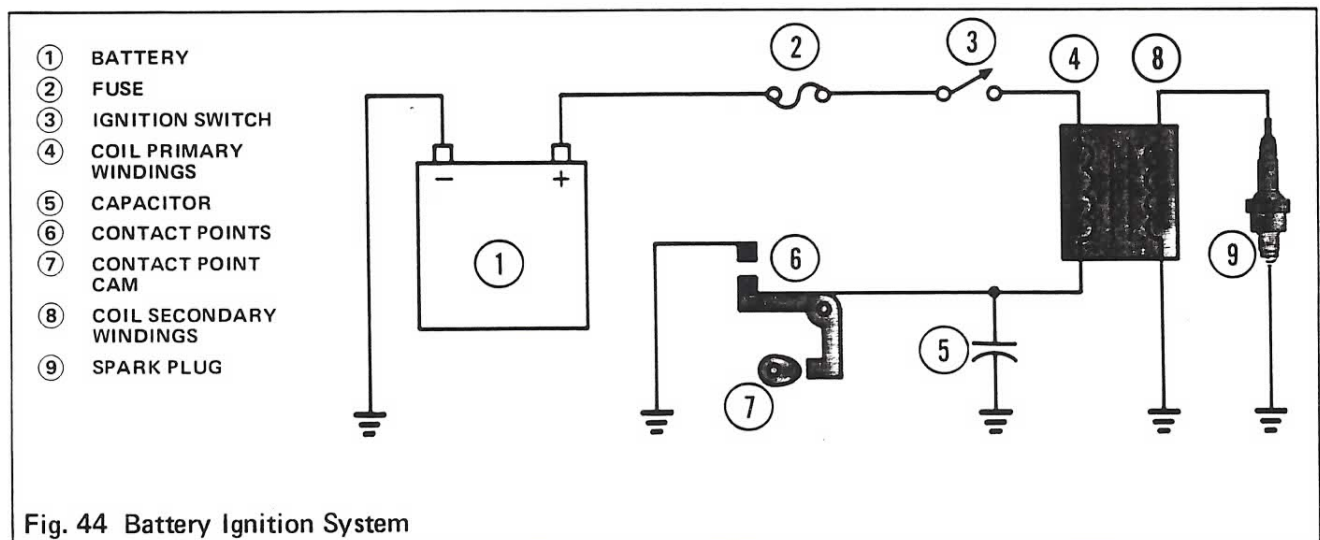 ① BATTERY
② FUSE
③ IGNITION SWITCH
④ COIL PRIMARY
WINDINGS
⑤ CAPACITOR
⑥ CONTACT POINTS
⑦ CONTACT POINT
CAM
⑧ COIL SECONDARY
WINDINGS
⑨ SPARK PLUG
② ③ ④ ⑧
− +
①
⑥
⑨
⑤
⑦
Fig. 44 Battery Ignition System